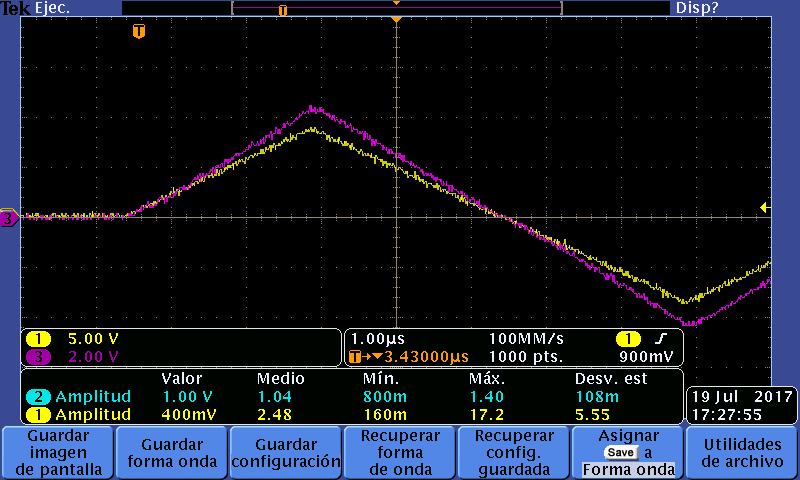 Tek Ejec. Disp?
T
T
3
1 5.00 V
3 2.00 V
1.00μs 100MM/s 1
T→▼3.43000μs 1000 pts. 900mV
Valor Medio Mín. Máx. Desv. est
2 Amplitud 1.00 V 1.04 800m 1.40 108m
1 Amplitud 400mV 2.48 160m 17.2 5.55
19 Jul 2017
17:27:55
Guardar
imagen
de pantalla
Guardar
forma onda
Guardar
configuración
Recuperar
forma
de onda
Recuperar
config.
guardada
Asignar
Save a
Forma onda
Utilidades
de archivo